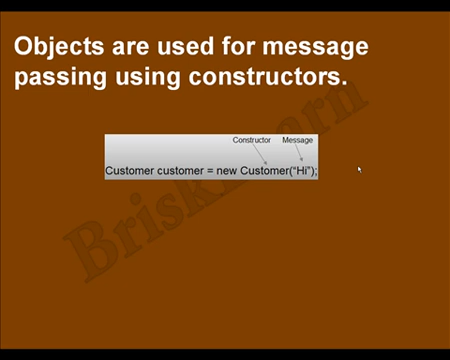 Objects are used for message
passing using constructors.
Constructor Message
Customer customer = new Customer(“Hi”);